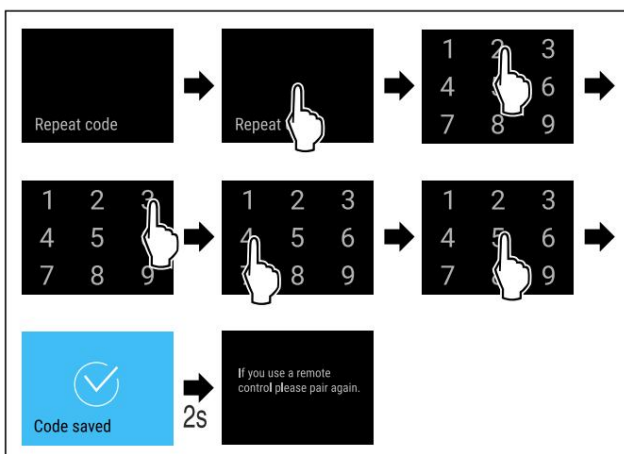 Repeat code
Repeat
1 2 3
4 6
7 8 9
1 2 3
4 5
7 8 9
1 2 3
4 5 6
8 9
1 2 3
4 5 6
7 9
Code saved
2s
If you use a remote
control please pair again.